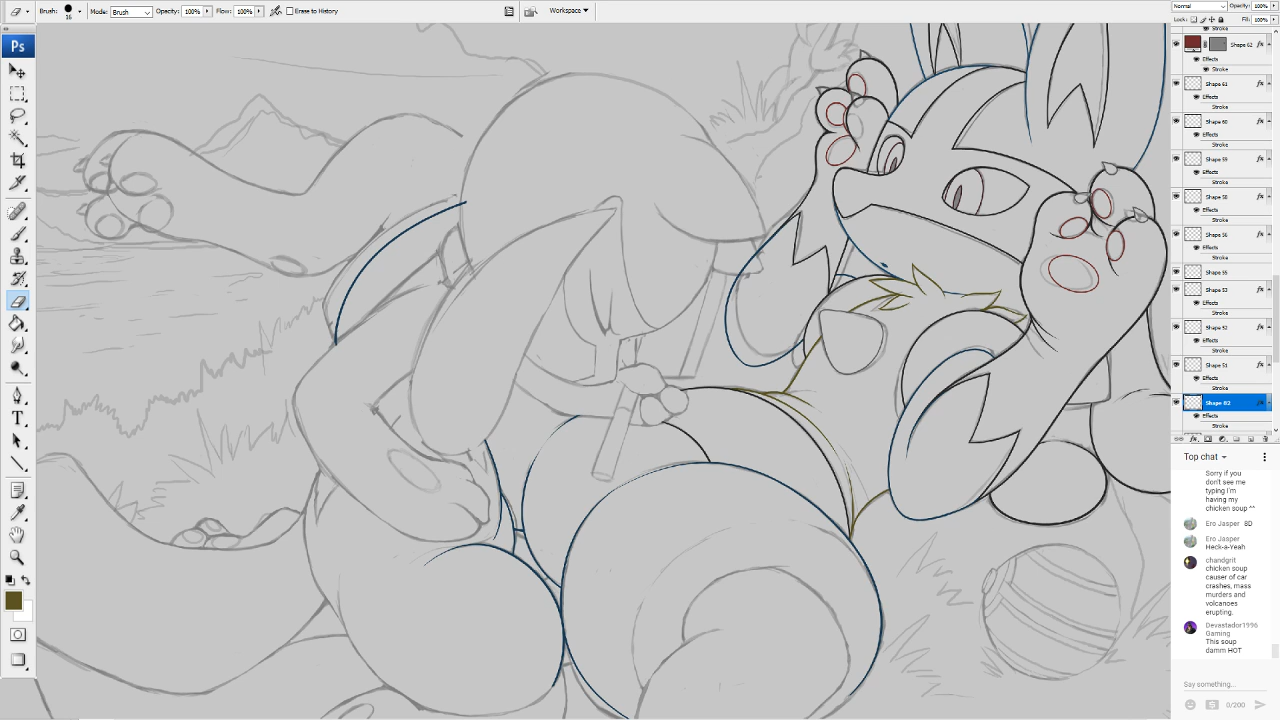 Brush:
16
Mode:
Brush
Opacity:
100%
Flow:
100%
Erase to History
Workspace
Normal
Opacity:
100%
Lock:
Fill:
100%
Ps
Stroke
Shape 62
Effects
Stroke
Shape 61
Effects
Stroke
Shape 60
Effects
Stroke
Shape 59
Effects
Stroke
Shape 58
Effects
Stroke
Shape 56
Effects
Stroke
Shape 55
Shape 53
Effects
Stroke
Shape 52
Effects
Stroke
Shape 51
Effects
Stroke
Effects
Stroke
Top chat
Sorry if you
don't see me
typing I'm
having my
chicken soup ^^
Ero Jasper 8D
Ero Jasper
Heck-a-Yeah
chandgrit
chicken soup
causer of car
crashes, mass
murders and
volcanoes
erupting.
Devastador1996
Gaming
This soup
damm HOT
Say something...
0/200